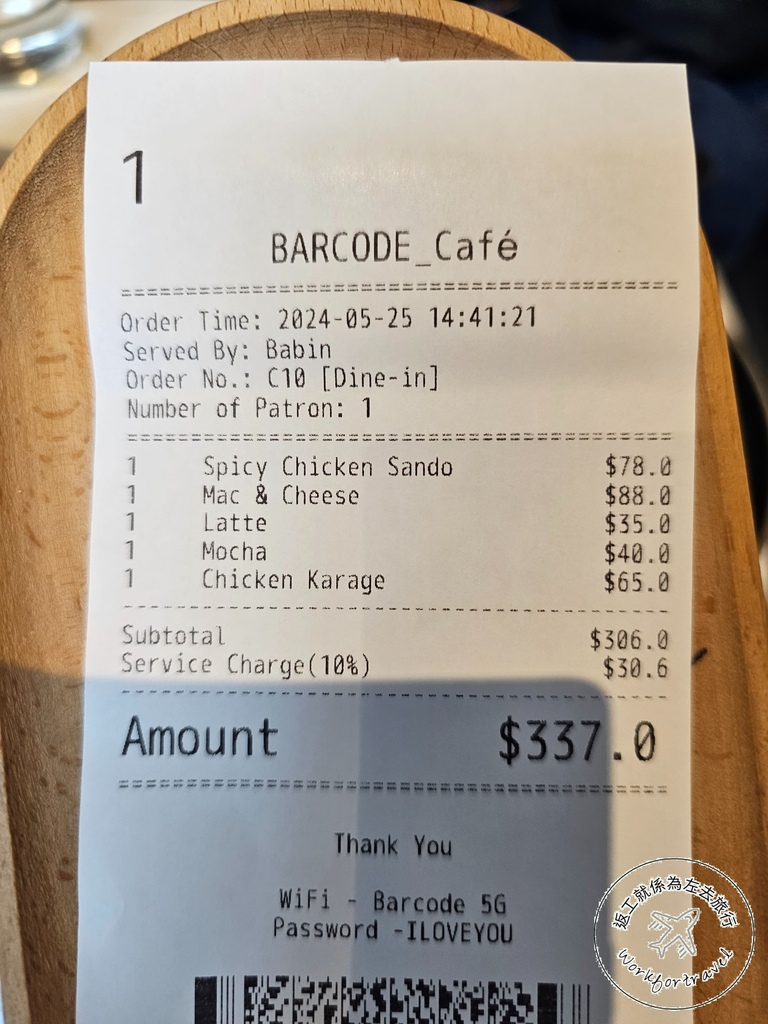 1
BARCODE_Café
Order Time: 2024-05-25 14:41:21
Served By: Babin
Order No.: C10 [Dine-in]
Number of Patron: 1
1 Spicy Chicken Sando $78.0
1 Mac & Cheese $88.0
1 Latte $35.0
1 Mocha $40.0
1 Chicken Karage $65.0
Subtotal $306.0
Service Charge(10%) $30.6
Amount $337.0
Thank You
WiFi - Barcode 5G
Password -ILOVEYOU
返工就係為左去旅行
Workfortravel